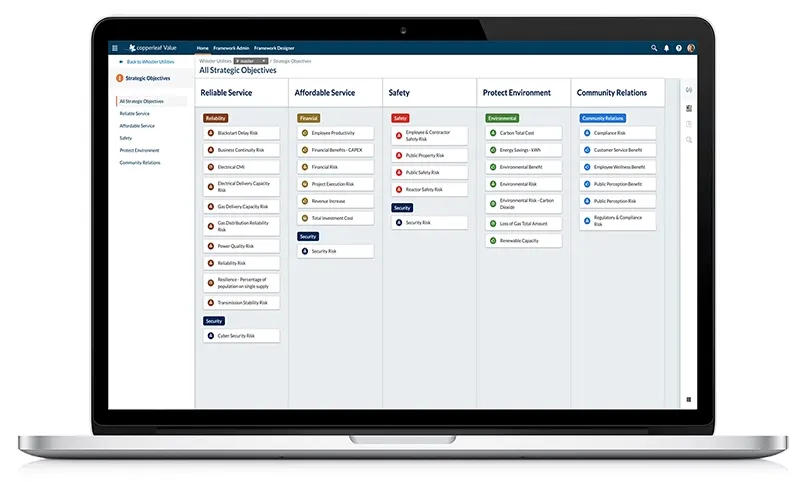 copperleaf Value
Home
Framework Admin
Framework Designer
Back to Whistler Utilities
Strategic Objectives
All Strategic Objectives
Reliable Service
Affordable Service
Safety
Protect Environment
Community Relations
Whistler Utilities master / Strategic Objectives
All Strategic Objectives
Reliable Service
Reliability
Blackstart Delay Risk
Business Continuity Risk
Electrical CMI
Electrical Delivery Capacity
Risk
Gas Delivery Capacity Risk
Gas Distribution Reliability
Risk
Power Quality Risk
Reliability Risk
Resilience - Percentage of
population on single supply
Transmission Stability Risk
Security
Cyber Security Risk
Affordable Service
Financial
Employee Productivity
Financial Benefits - CAPEX
Financial Risk
Project Execution Risk
Revenue Increase
Total Investment Cost
Security
Security Risk
Safety
Safety
Employee & Contractor
Safety Risk
Public Property Risk
Public Safety Risk
Reactor Safety Risk
Security
Security Risk
Protect Environment
Environmental
Carbon Total Cost
Energy Savings - kWh
Environmental Benefit
Environmental Risk
Environmental Risk - Carbon
Dioxide
Loss of Gas Total Amount
Renewable Capacity
Community Relations
Community Relations
Compliance Risk
Customer Service Benefit
Employee Wellness Benefit
Public Perception Benefit
Public Perception Risk
Regulatory & Compliance
Risk